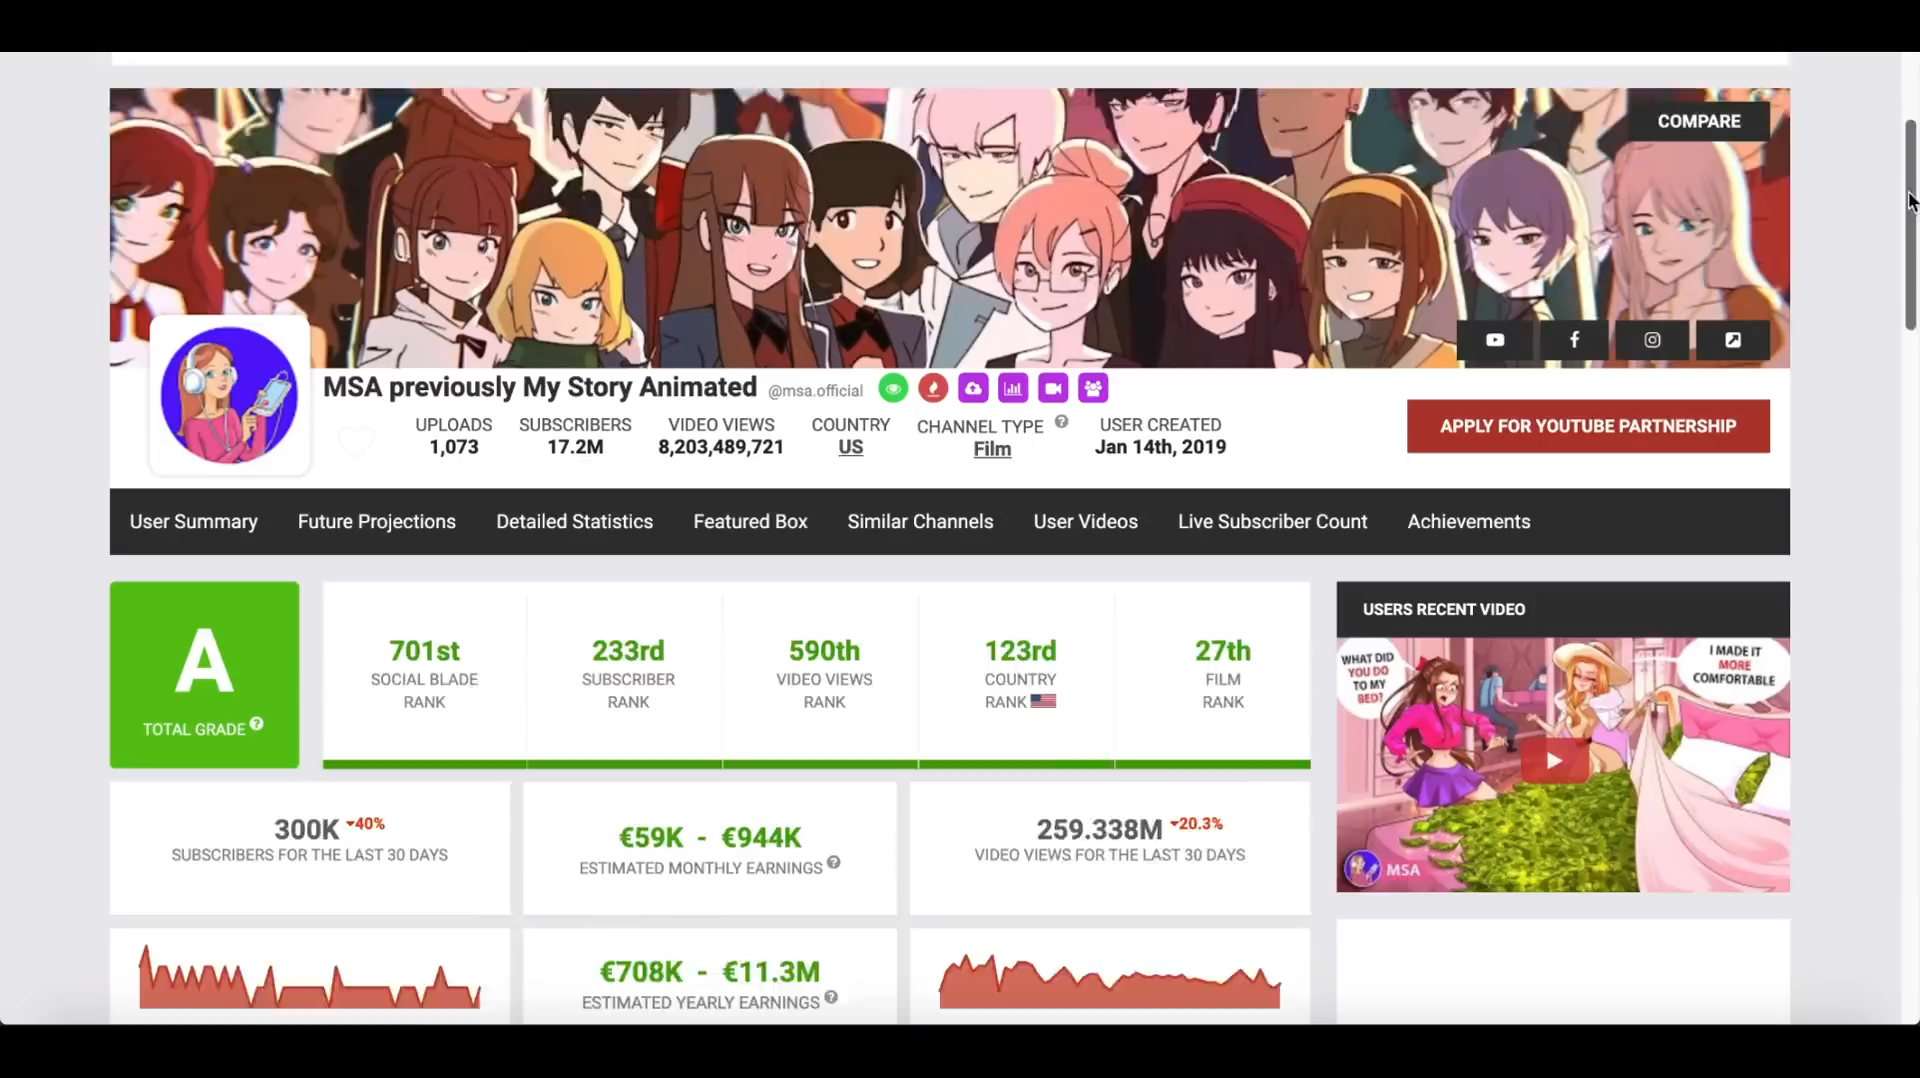 COMPARE
MSA previously My Story Animated @msa.official
UPLOADS SUBSCRIBERS VIDEO VIEWS COUNTRY CHANNEL TYPE USER CREATED
1,073 17.2M 8,203,489,721 US Film Jan 14th, 2019
APPLY FOR YOUTUBE PARTNERSHIP
User Summary Future Projections Detailed Statistics Featured Box Similar Channels User Videos Live Subscriber Count Achievements
A
TOTAL GRADE
701st
SOCIAL BLADE
RANK
233rd
SUBSCRIBER
RANK
590th
VIDEO VIEWS
RANK
123rd
COUNTRY
RANK
27th
FILM
RANK
USERS RECENT VIDEO
WHAT DID
YOU DO
TO MY
BED?
I MADE IT
MORE
COMFORTABLE
MSA
300K -40%
SUBSCRIBERS FOR THE LAST 30 DAYS
€59K - €944K
ESTIMATED MONTHLY EARNINGS
259.338M -20.3%
VIDEO VIEWS FOR THE LAST 30 DAYS
€708K - €11.3M
ESTIMATED YEARLY EARNINGS